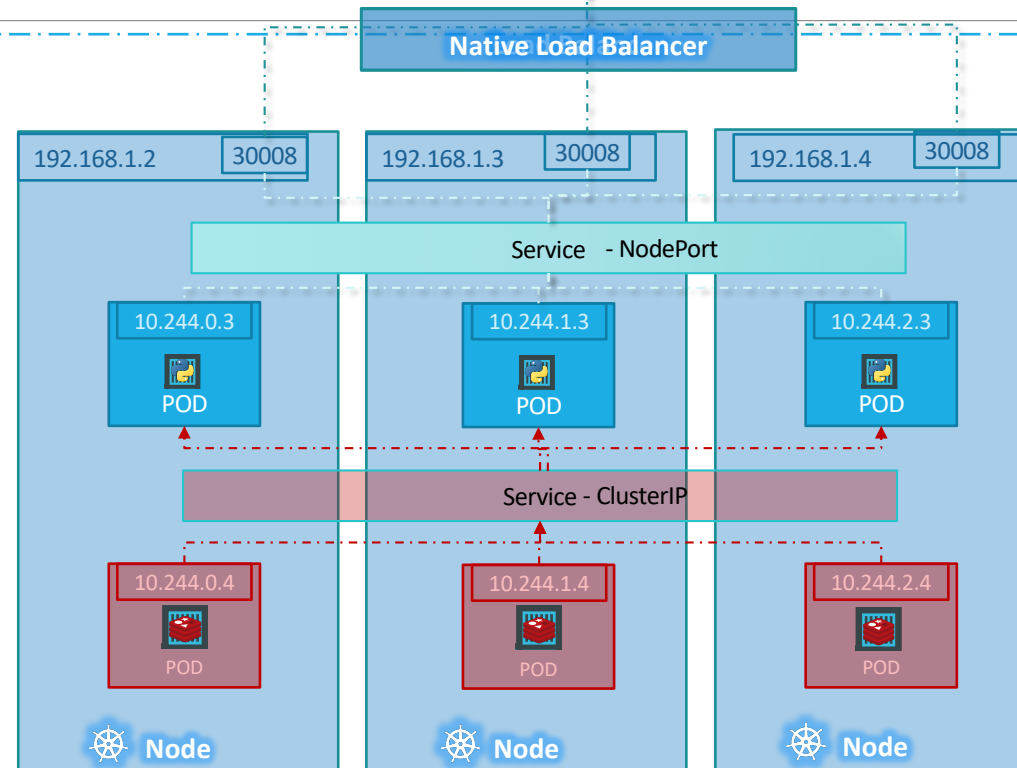 Native Load Balancer
192.168.1.2
30008
192.168.1.3
30008
192.168.1.4
30008
Service - NodePort
10.244.0.3
POD
10.244.1.3
POD
10.244.2.3
POD
Service - ClusterIP
10.244.0.4
POD
10.244.1.4
POD
10.244.2.4
POD
Node
Node
Node